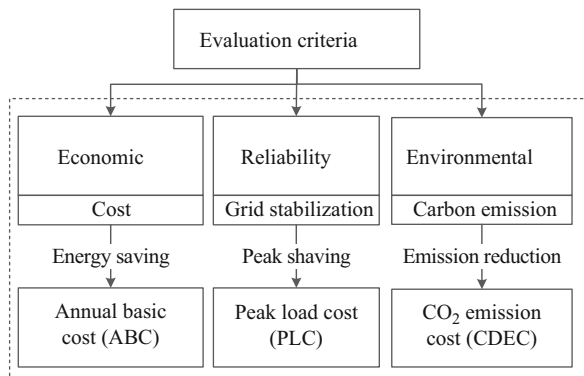 Evaluation criteria
Economic
Reliability
Environmental
Cost
Grid stabilization
Carbon emission
Energy saving
Peak shaving
Emission reduction
Annual basic
cost (ABC)
Peak load cost
(PLC)
CO₂ emission
cost (CDEC)